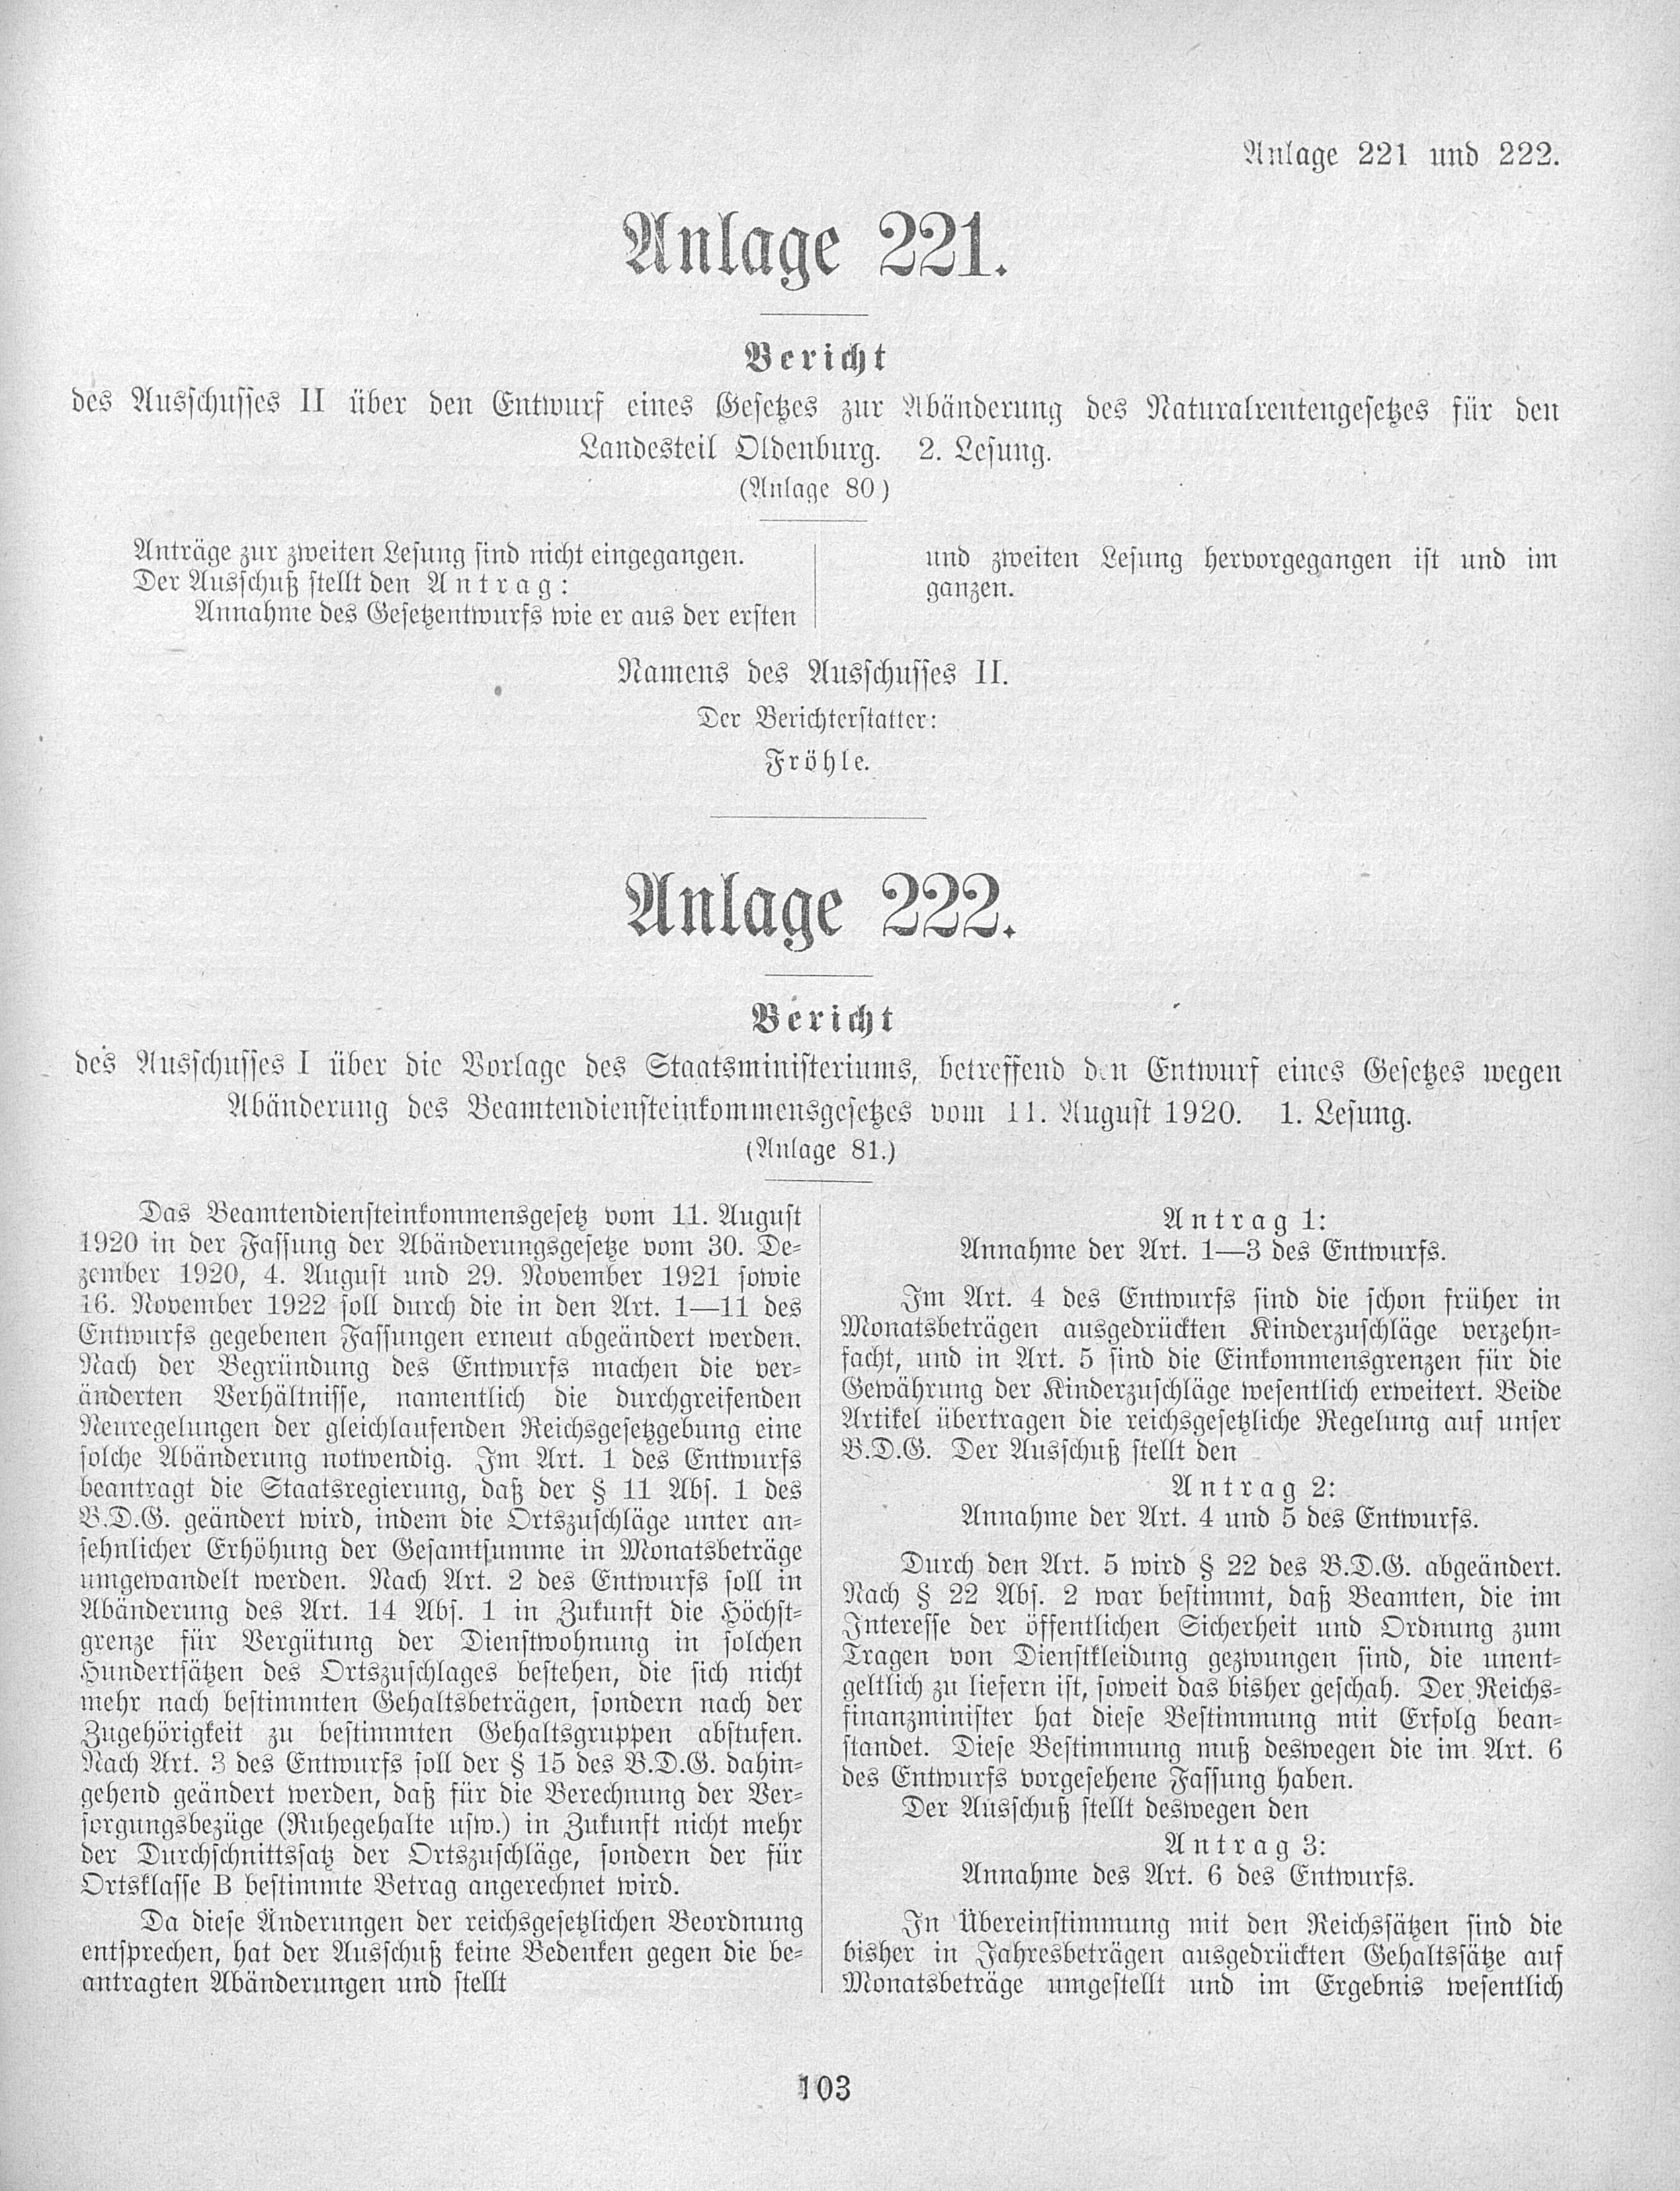 Anlage 221 und 222.
Anlage 221.
Bericht
des Ausschusses II über den Entwurf eines Gesetzes zur Abänderung des Naturalrentengesetzes für den
Landesteil Oldenburg. 2. Lesung.
(Anlage 80)
Anträge zur zweiten Lesung sind nicht eingegangen.
Der Ausschuß stellt den Antrag:
Annahme des Gesetzentwurfs wie er aus der ersten
und zweiten Lesung hervorgegangen ist und im
ganzen.
Namens des Ausschusses II.
Der Berichterstatter:
Fröhle.
Anlage 222.
Bericht
des Ausschusses I über die Vorlage des Staatsministeriums, betreffend den Entwurf eines Gesetzes wegen
Abänderung des Beamtendiensteinkommensgesetzes vom 11. August 1920. 1. Lesung.
(Anlage 81.)
Das Beamtendiensteinkommensgesetz vom 11. August
1920 in der Fassung der Abänderungsgesetze vom 30. De-
zember 1920, 4. August und 29. November 1921 sowie
16. November 1922 soll durch die in den Art. 1—11 des
Entwurfs gegebenen Fassungen erneut abgeändert werden.
Nach der Begründung des Entwurfs machen die ver-
änderten Verhältnisse, namentlich die durchgreifenden
Neuregelungen der gleichlaufenden Reichsgesetzgebung eine
solche Abänderung notwendig. Im Art. 1 des Entwurfs
beantragt die Staatsregierung, daß der § 11 Abs. 1 des
B.D.G. geändert wird, indem die Ortszuschläge unter an-
sehnlicher Erhöhung der Gesamtsumme in Monatsbeträge
umgewandelt werden. Nach Art. 2 des Entwurfs soll in
Abänderung des Art. 14 Abs. 1 in Zukunft die Höchst-
grenze für Vergütung der Dienstwohnung in solchen
Hundertsätzen des Ortszuschlages bestehen, die sich nicht
mehr nach bestimmten Gehaltsbeträgen, sondern nach der
Zugehörigkeit zu bestimmten Gehaltsgruppen abstufen.
Nach Art. 3 des Entwurfs soll der § 15 des B.D.G. dahin-
gehend geändert werden, daß für die Berechnung der Ver-
sorgungsbezüge (Ruhegehalte usw.) in Zukunft nicht mehr
der Durchschnittssatz der Ortszuschläge, sondern der für
Ortsklasse B bestimmte Betrag angerechnet wird.
Da diese Änderungen der reichsgesetzlichen Beordnung
entsprechen, hat der Ausschuß keine Bedenken gegen die be-
antragten Abänderungen und stellt
Antrag 1:
Annahme der Art. 1—3 des Entwurfs.
Im Art. 4 des Entwurfs sind die schon früher in
Monatsbeträgen ausgedrückten Kinderzuschläge verzehn-
facht, und in Art. 5 sind die Einkommensgrenzen für die
Gewährung der Kinderzuschläge wesentlich erweitert. Beide
Artikel übertragen die reichsgesetzliche Regelung auf unser
B.D.G. Der Ausschuß stellt den
Antrag 2:
Annahme der Art. 4 und 5 des Entwurfs.
Durch den Art. 5 wird § 22 des B.D.G. abgeändert.
Nach § 22 Abs. 2 war bestimmt, daß Beamten, die im
Interesse der öffentlichen Sicherheit und Ordnung zum
Tragen von Dienstkleidung gezwungen sind, die unent-
geltlich zu liefern ist, soweit das bisher geschah. Der Reichs-
finanzminister hat diese Bestimmung mit Erfolg bean-
standet. Diese Bestimmung muß deswegen die im Art. 6
des Entwurfs vorgesehene Fassung haben.
Der Ausschuß stellt deswegen den
Antrag 3:
Annahme des Art. 6 des Entwurfs.
In Übereinstimmung mit den Reichssätzen sind die
bisher in Jahresbeträgen ausgedrückten Gehaltssätze auf
Monatsbeträge umgestellt und im Ergebnis wesentlich
103